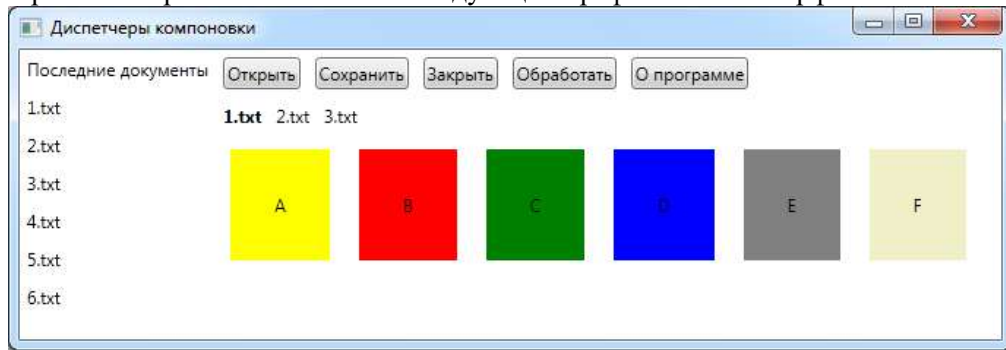 Диспетчеры компоновки
Последние документы
Открыть Сохранить Закрыть Обработать О программе
1.txt
1.txt 2.txt 3.txt
2.txt
3.txt
A B C D E F
4.txt
5.txt
6.txt